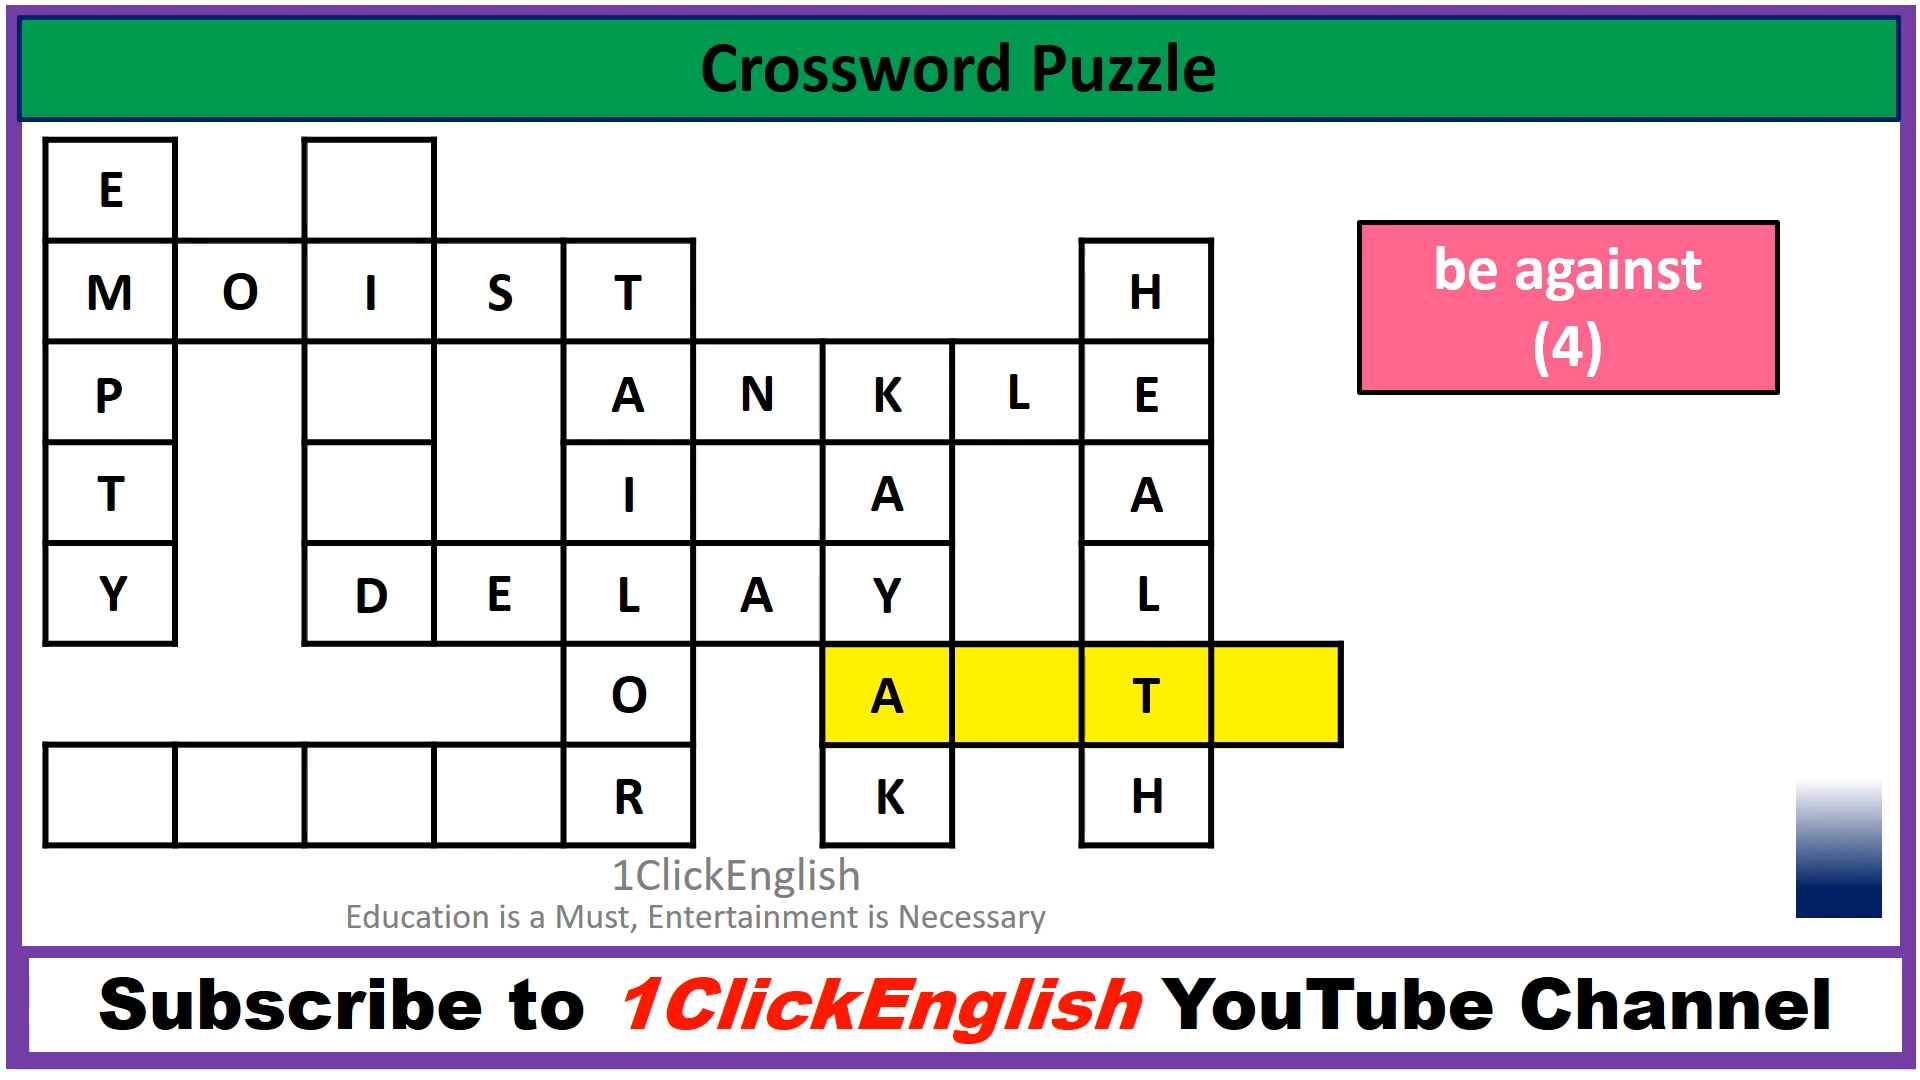 Crossword Puzzle
E
M O I S T H
P A N K L E
T I A A
Y D E L A Y L
O A T
R K H
be against
(4)
1ClickEnglish
Education is a Must, Entertainment is Necessary
Subscribe to 1ClickEnglish YouTube Channel